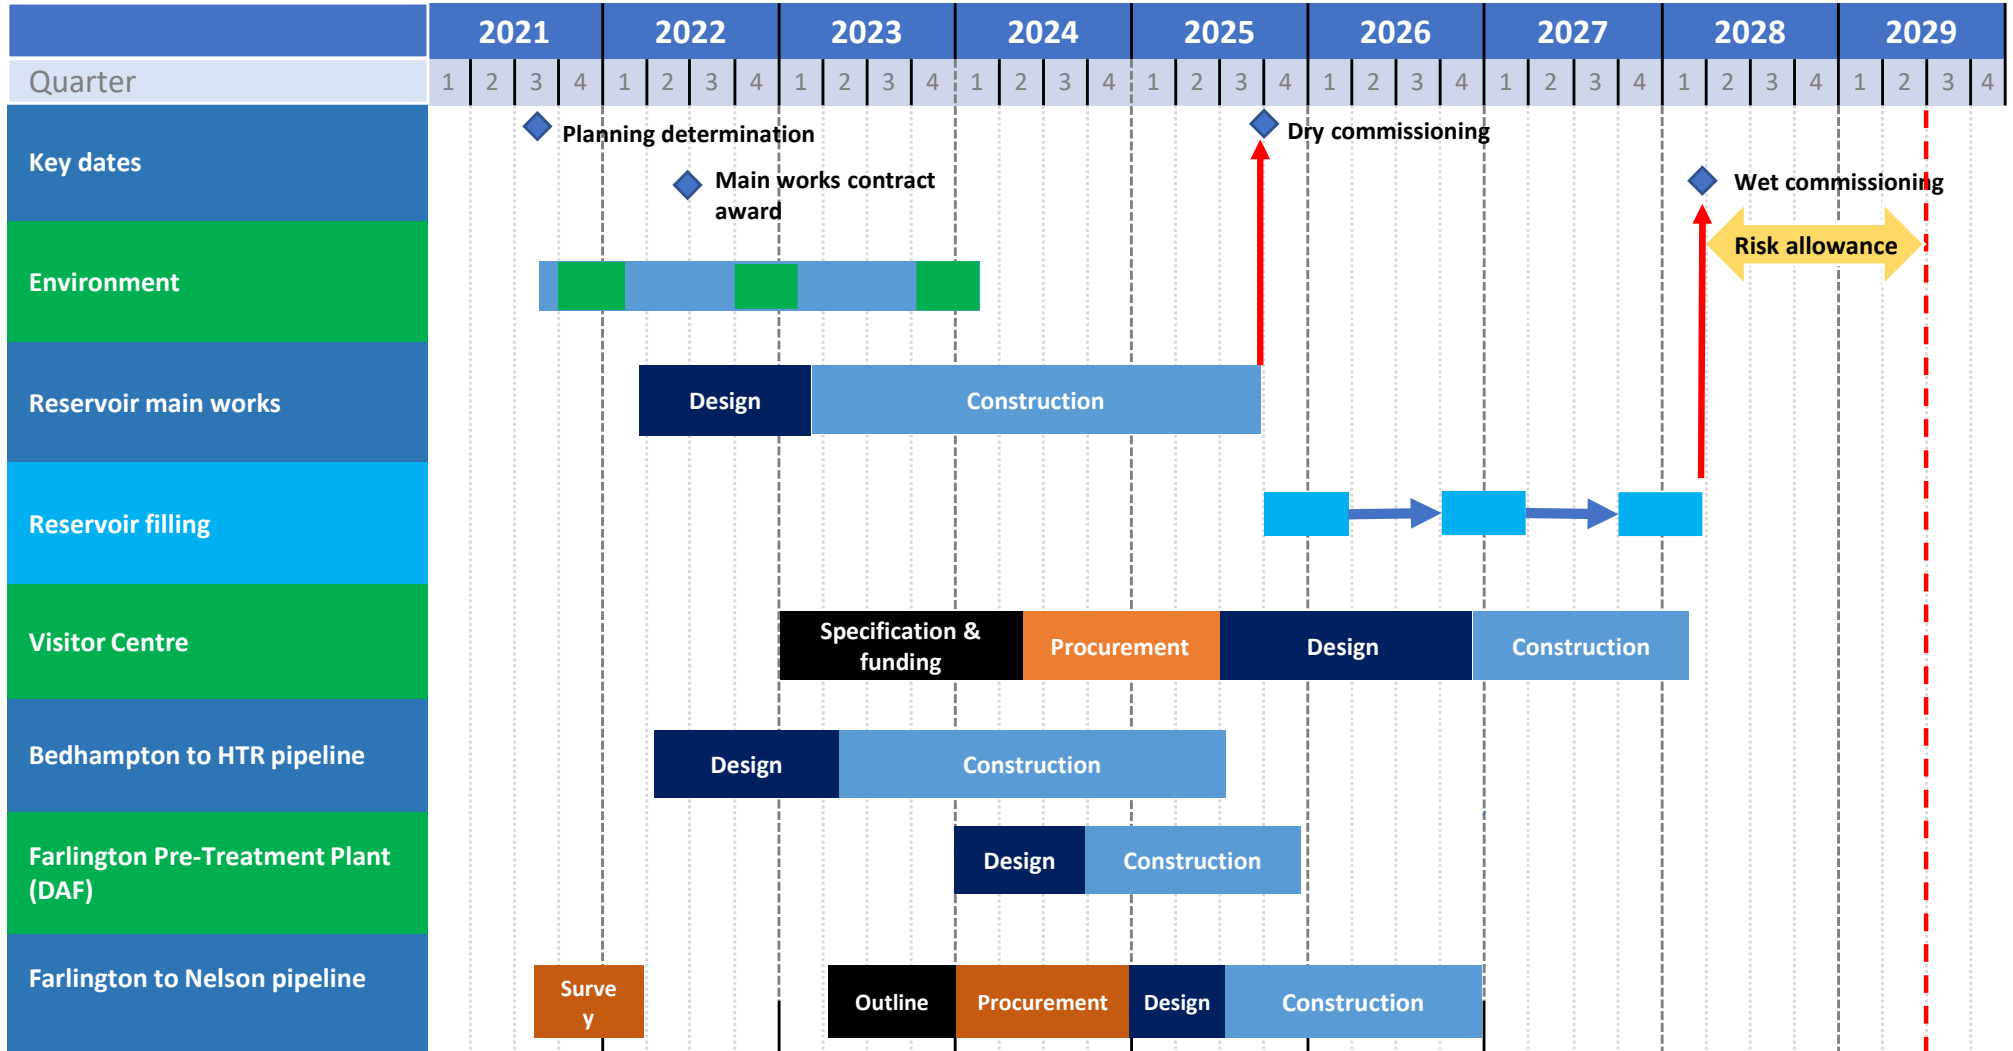 2021 2022 2023 2024 2025 2026 2027 2028 2029
Quarter 1 2 3 4 1 2 3 4 1 2 3 4 1 2 3 4 1 2 3 4 1 2 3 4 1 2 3 4 1 2 3 4 1 2 3 4
Key dates
Planning determination
Main works contract
award
Dry commissioning
Wet commissioning
Environment
Risk allowance
Reservoir main works
Design
Construction
Reservoir filling
Visitor Centre
Specification &
funding
Procurement
Design
Construction
Bedhampton to HTR pipeline
Design
Construction
Farlington Pre-Treatment Plant
(DAF)
Design
Construction
Farlington to Nelson pipeline
Surve
y
Outline
Procurement
Design
Construction